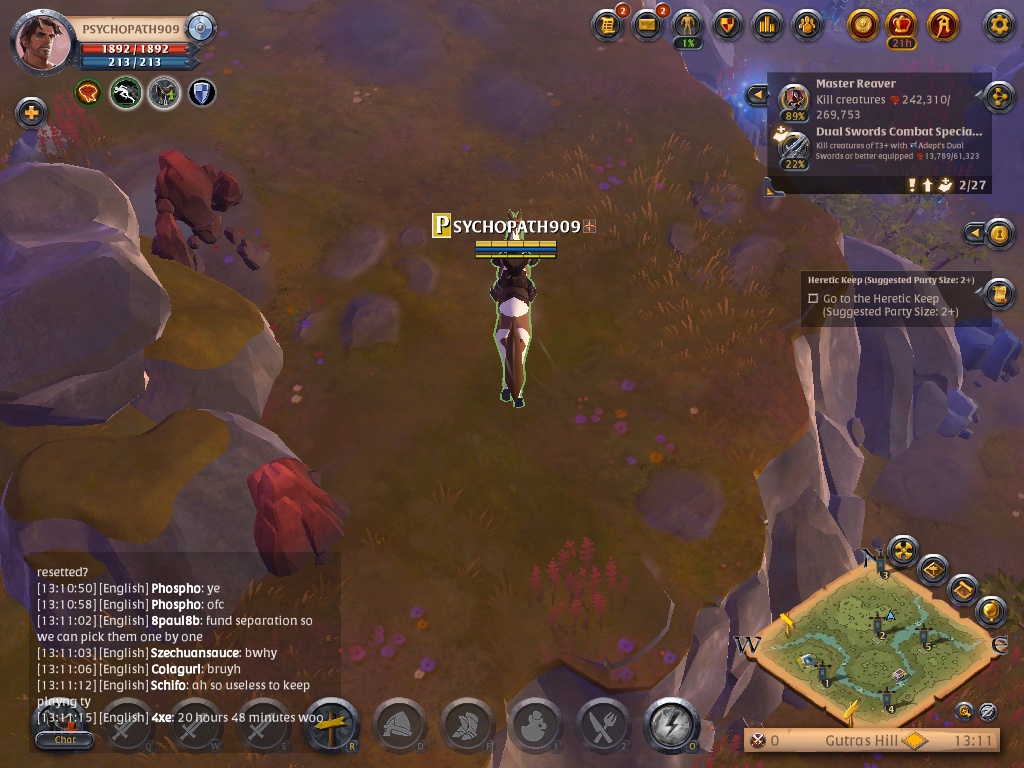 PSYCHOPATH909
1892 / 1892
213 / 213
2
2
1%
21h
Master Reaver
Kill creatures 242,310/
269,753
89%
Dual Swords Combat Specia...
Kill creatures of T3+ with Adept's Dual
Swords or better equipped 13,789/61,323
22%
2/27
PSYCHOPATH909
Heretic Keep (Suggested Party Size: 2+)
Go to the Heretic Keep
(Suggested Party Size: 2+)
resetted?
[13:10:50] [English] Phospho: ye
[13:10:58] [English] Phospho: ofc
[13:11:02] [English] 8paul8b: fund separation so
we can pick them one by one
[13:11:03] [English] Szechuansauce: bwhy
[13:11:06] [English] Colaguri: bruyh
[13:11:12] [English] Schifo: ah so useless to keep
playng ty
[13:11:15] [English] 4xe: 20 hours 48 minutes woo
Chat
Q W E R D F 1 2 O
N
W
E
3
2
5
1
4
0 Gutras Hill 13:11